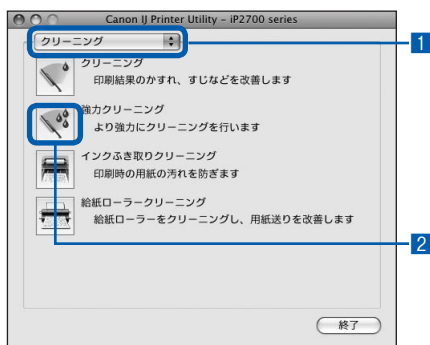 Canon IJ Printer Utility – iP2700 series
クリーニング
1
クリーニング
印刷結果のかすれ、すじなどを改善します
強力クリーニング
より強力にクリーニングを行います
インクふき取りクリーニング
印刷時の用紙の汚れを防ぎます
給紙ローラークリーニング
給紙ローラーをクリーニングし、用紙送りを改善します
2
終了